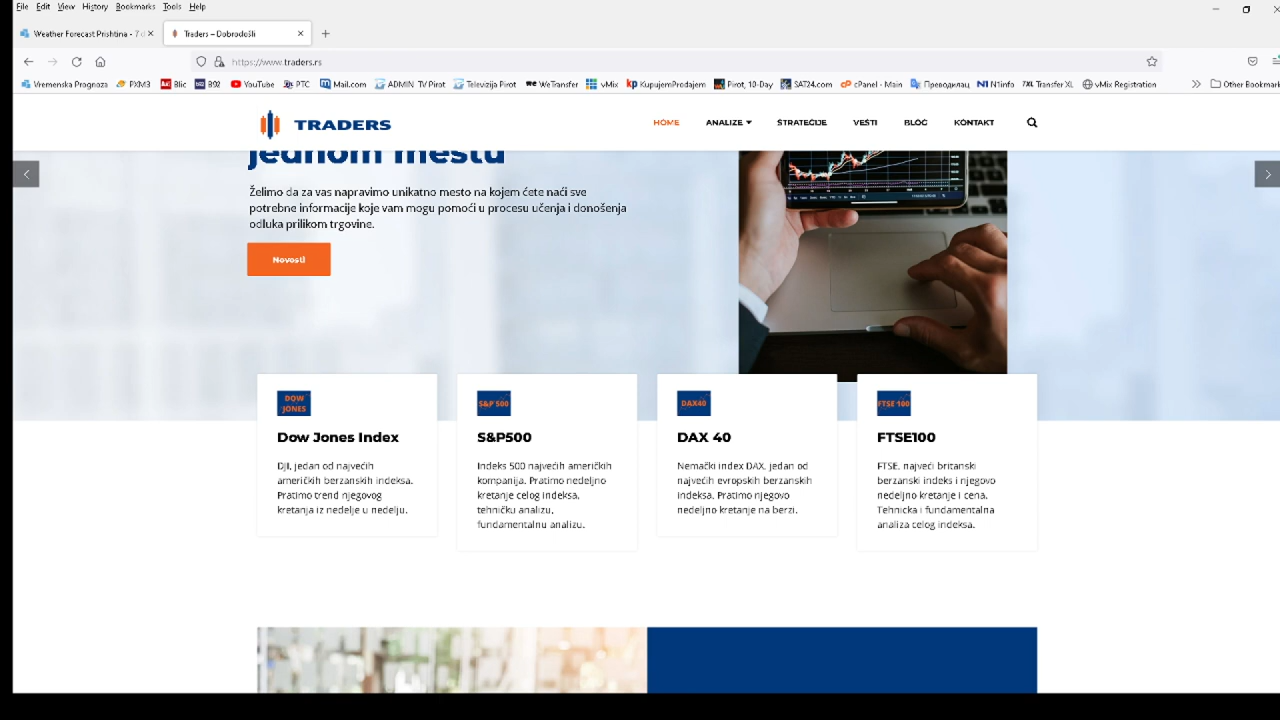 File Edit View History Bookmarks Tools Help
Weather Forecast Prishtina - 7 d
Traders – Dobrodošli
https://www.traders.rs
Vremenska Prognoza PXM3 Blic B92 YouTube PTC Mail.com ADMIN TV Pirot Televizija Pirot WeTransfer vMix KupujemProdajem Pirot, 10-Day SAT24.com cPanel - Main Преводилац N1info Transfer XL vMix Registration Other Bookmark
TRADERS
HOME ANALIZE STRATEGIJE VESTI BLOG KONTAKT
jednom mestu
Želimo da za vas napravimo unikatno mesto na kojem ćete naći sve
potrebne informacije koje vam mogu pomoći u procesu učenja i donošenja
odluka prilikom trgovine.
Novosti
DOW
JONES
Dow Jones Index
DJI, jedan od najvećih
američkih berzanskih indeksa.
Pratimo trend njegovog
kretanja iz nedelje u nedelju.
S&P 500
S&P500
Indeks 500 najvećih američkih
kompanija. Pratimo nedeljno
kretanje celog indeksa,
tehničku analizu,
fundamentalnu analizu.
DAX40
DAX 40
Nemački index DAX, jedan od
najvećih evropskih berzanskih
indeksa. Pratimo njegovo
nedeljno kretanje na berzi.
FTSE 100
FTSE100
FTSE, najveći britanski
berzanski indeks i njegovo
nedeljno kretanje i cena.
Tehnicka i fundamentalna
analiza celog indeksa.